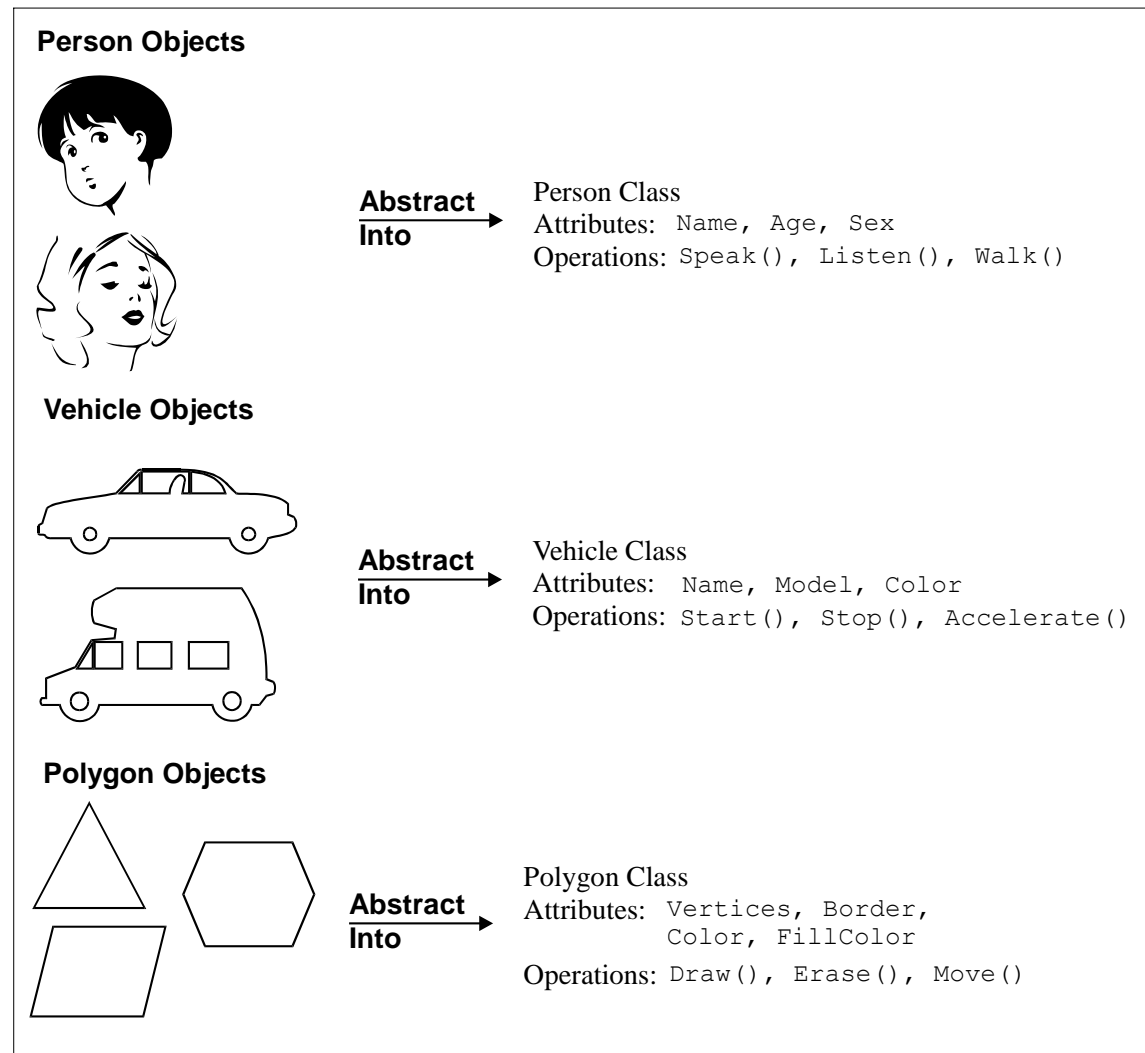 Person Objects
Abstract
Into
Person Class
Attributes: Name, Age, Sex
Operations: Speak(), Listen(), Walk()
Vehicle Objects
Abstract
Into
Vehicle Class
Attributes: Name, Model, Color
Operations: Start(), Stop(), Accelerate()
Polygon Objects
Abstract
Into
Polygon Class
Attributes: Vertices, Border,
Color, FillColor
Operations: Draw(), Erase(), Move()